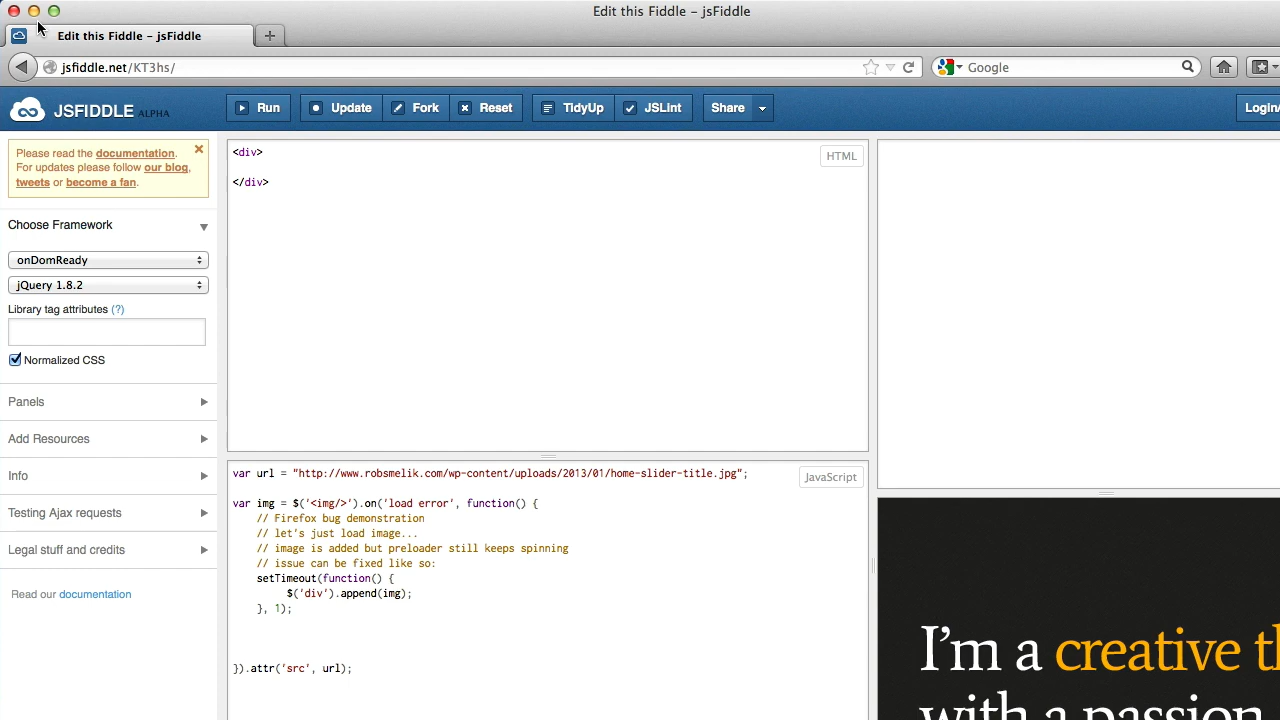 Edit this Fiddle – jsFiddle
Edit this Fiddle – jsFiddle
jsfiddle.net/KT3hs/
Google
JSFIDDLE ALPHA
Run
Update
Fork
Reset
TidyUp
JSLint
Share
Login/
Please read the documentation.
For updates please follow our blog,
tweets or become a fan.
Choose Framework
onDomReady
jQuery 1.8.2
Library tag attributes (?)
Normalized CSS
Panels
Add Resources
Info
Testing Ajax requests
Legal stuff and credits
Read our documentation
<div>
</div>
HTML
var url = "http://www.robsmelik.com/wp-content/uploads/2013/01/home-slider-title.jpg";
var img = $('<img/>').on('load error', function() {
// Firefox bug demonstration
// let's just load image...
// image is added but preloader still keeps spinning
// issue can be fixed like so:
setTimeout(function() {
$('div').append(img);
}, 1);
}).attr('src', url);
JavaScript
I'm a creative th
with a passion